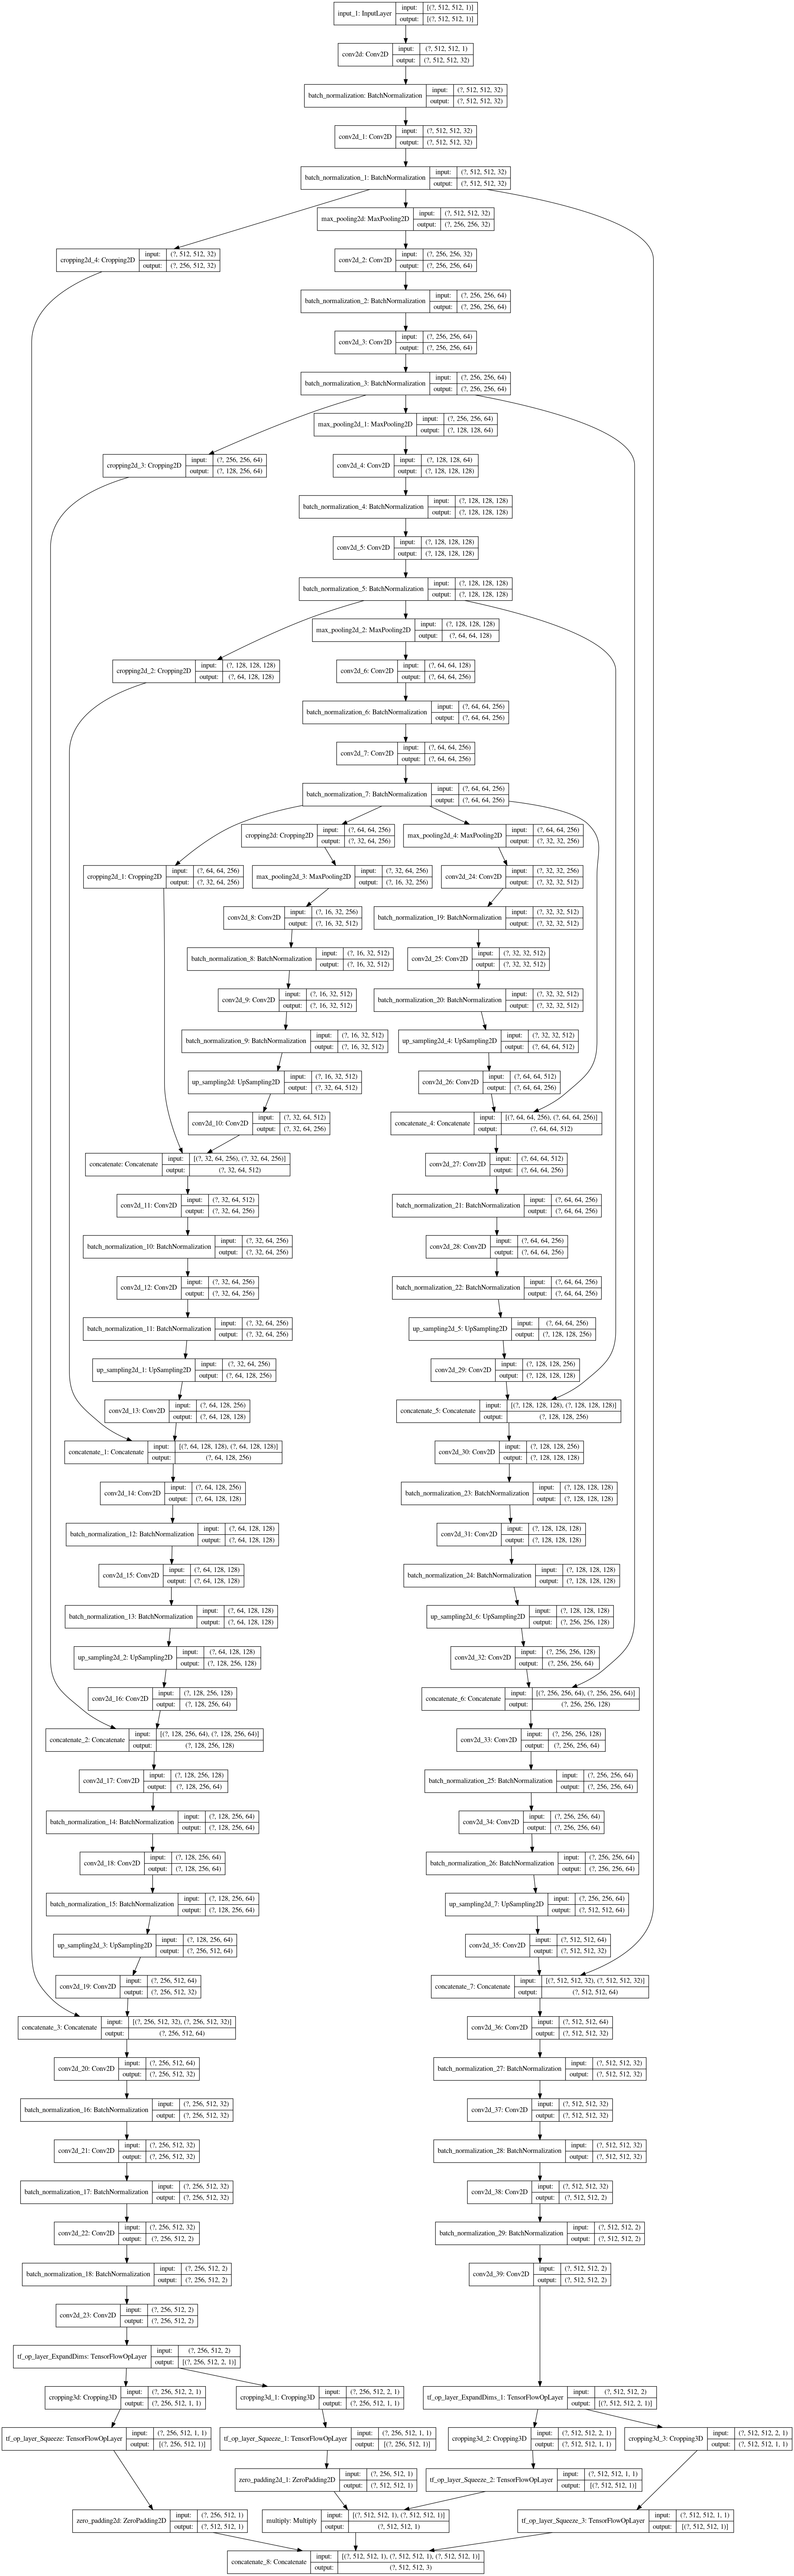 input_1: InputLayer
input: [(?, 512, 512, 1)]
output: [(?, 512, 512, 1)]
conv2d: Conv2D
input: (?, 512, 512, 1)
output: (?, 512, 512, 32)
batch_normalization: BatchNormalization
input: (?, 512, 512, 32)
output: (?, 512, 512, 32)
conv2d_1: Conv2D
input: (?, 512, 512, 32)
output: (?, 512, 512, 32)
batch_normalization_1: BatchNormalization
input: (?, 512, 512, 32)
output: (?, 512, 512, 32)
max_pooling2d: MaxPooling2D
input: (?, 512, 512, 32)
output: (?, 256, 256, 32)
cropping2d_4: Cropping2D
input: (?, 512, 512, 32)
output: (?, 256, 512, 32)
conv2d_2: Conv2D
input: (?, 256, 256, 32)
output: (?, 256, 256, 64)
batch_normalization_2: BatchNormalization
input: (?, 256, 256, 64)
output: (?, 256, 256, 64)
conv2d_3: Conv2D
input: (?, 256, 256, 64)
output: (?, 256, 256, 64)
batch_normalization_3: BatchNormalization
input: (?, 256, 256, 64)
output: (?, 256, 256, 64)
max_pooling2d_1: MaxPooling2D
input: (?, 256, 256, 64)
output: (?, 128, 128, 64)
cropping2d_3: Cropping2D
input: (?, 256, 256, 64)
output: (?, 128, 256, 64)
conv2d_4: Conv2D
input: (?, 128, 128, 64)
output: (?, 128, 128, 128)
batch_normalization_4: BatchNormalization
input: (?, 128, 128, 128)
output: (?, 128, 128, 128)
conv2d_5: Conv2D
input: (?, 128, 128, 128)
output: (?, 128, 128, 128)
batch_normalization_5: BatchNormalization
input: (?, 128, 128, 128)
output: (?, 128, 128, 128)
max_pooling2d_2: MaxPooling2D
input: (?, 128, 128, 128)
output: (?, 64, 64, 128)
cropping2d_2: Cropping2D
input: (?, 128, 128, 128)
output: (?, 64, 128, 128)
conv2d_6: Conv2D
input: (?, 64, 64, 128)
output: (?, 64, 64, 256)
batch_normalization_6: BatchNormalization
input: (?, 64, 64, 256)
output: (?, 64, 64, 256)
conv2d_7: Conv2D
input: (?, 64, 64, 256)
output: (?, 64, 64, 256)
batch_normalization_7: BatchNormalization
input: (?, 64, 64, 256)
output: (?, 64, 64, 256)
cropping2d: Cropping2D
input: (?, 64, 64, 256)
output: (?, 32, 64, 256)
max_pooling2d_4: MaxPooling2D
input: (?, 64, 64, 256)
output: (?, 32, 32, 256)
cropping2d_1: Cropping2D
input: (?, 64, 64, 256)
output: (?, 32, 64, 256)
max_pooling2d_3: MaxPooling2D
input: (?, 32, 64, 256)
output: (?, 16, 32, 256)
conv2d_24: Conv2D
input: (?, 32, 32, 256)
output: (?, 32, 32, 512)
conv2d_8: Conv2D
input: (?, 16, 32, 256)
output: (?, 16, 32, 512)
batch_normalization_19: BatchNormalization
input: (?, 32, 32, 512)
output: (?, 32, 32, 512)
batch_normalization_8: BatchNormalization
input: (?, 16, 32, 512)
output: (?, 16, 32, 512)
conv2d_25: Conv2D
input: (?, 32, 32, 512)
output: (?, 32, 32, 512)
conv2d_9: Conv2D
input: (?, 16, 32, 512)
output: (?, 16, 32, 512)
batch_normalization_20: BatchNormalization
input: (?, 32, 32, 512)
output: (?, 32, 32, 512)
batch_normalization_9: BatchNormalization
input: (?, 16, 32, 512)
output: (?, 16, 32, 512)
up_sampling2d_4: UpSampling2D
input: (?, 32, 32, 512)
output: (?, 64, 64, 512)
up_sampling2d: UpSampling2D
input: (?, 16, 32, 512)
output: (?, 32, 64, 512)
conv2d_26: Conv2D
input: (?, 64, 64, 512)
output: (?, 64, 64, 256)
conv2d_10: Conv2D
input: (?, 32, 64, 512)
output: (?, 32, 64, 256)
concatenate_4: Concatenate
input: [(?, 64, 64, 256), (?, 64, 64, 256)]
output: (?, 64, 64, 512)
concatenate: Concatenate
input: [(?, 32, 64, 256), (?, 32, 64, 256)]
output: (?, 32, 64, 512)
conv2d_27: Conv2D
input: (?, 64, 64, 512)
output: (?, 64, 64, 256)
conv2d_11: Conv2D
input: (?, 32, 64, 512)
output: (?, 32, 64, 256)
batch_normalization_21: BatchNormalization
input: (?, 64, 64, 256)
output: (?, 64, 64, 256)
batch_normalization_10: BatchNormalization
input: (?, 32, 64, 256)
output: (?, 32, 64, 256)
conv2d_28: Conv2D
input: (?, 64, 64, 256)
output: (?, 64, 64, 256)
conv2d_12: Conv2D
input: (?, 32, 64, 256)
output: (?, 32, 64, 256)
batch_normalization_22: BatchNormalization
input: (?, 64, 64, 256)
output: (?, 64, 64, 256)
batch_normalization_11: BatchNormalization
input: (?, 32, 64, 256)
output: (?, 32, 64, 256)
up_sampling2d_5: UpSampling2D
input: (?, 64, 64, 256)
output: (?, 128, 128, 256)
up_sampling2d_1: UpSampling2D
input: (?, 32, 64, 256)
output: (?, 64, 128, 256)
conv2d_29: Conv2D
input: (?, 128, 128, 256)
output: (?, 128, 128, 128)
conv2d_13: Conv2D
input: (?, 64, 128, 256)
output: (?, 64, 128, 128)
concatenate_5: Concatenate
input: [(?, 128, 128, 128), (?, 128, 128, 128)]
output: (?, 128, 128, 256)
concatenate_1: Concatenate
input: [(?, 64, 128, 128), (?, 64, 128, 128)]
output: (?, 64, 128, 256)
conv2d_30: Conv2D
input: (?, 128, 128, 256)
output: (?, 128, 128, 128)
conv2d_14: Conv2D
input: (?, 64, 128, 256)
output: (?, 64, 128, 128)
batch_normalization_23: BatchNormalization
input: (?, 128, 128, 128)
output: (?, 128, 128, 128)
batch_normalization_12: BatchNormalization
input: (?, 64, 128, 128)
output: (?, 64, 128, 128)
conv2d_31: Conv2D
input: (?, 128, 128, 128)
output: (?, 128, 128, 128)
conv2d_15: Conv2D
input: (?, 64, 128, 128)
output: (?, 64, 128, 128)
batch_normalization_24: BatchNormalization
input: (?, 128, 128, 128)
output: (?, 128, 128, 128)
batch_normalization_13: BatchNormalization
input: (?, 64, 128, 128)
output: (?, 64, 128, 128)
up_sampling2d_6: UpSampling2D
input: (?, 128, 128, 128)
output: (?, 256, 256, 128)
up_sampling2d_2: UpSampling2D
input: (?, 64, 128, 128)
output: (?, 128, 256, 128)
conv2d_32: Conv2D
input: (?, 256, 256, 128)
output: (?, 256, 256, 64)
conv2d_16: Conv2D
input: (?, 128, 256, 128)
output: (?, 128, 256, 64)
concatenate_6: Concatenate
input: [(?, 256, 256, 64), (?, 256, 256, 64)]
output: (?, 256, 256, 128)
concatenate_2: Concatenate
input: [(?, 128, 256, 64), (?, 128, 256, 64)]
output: (?, 128, 256, 128)
conv2d_33: Conv2D
input: (?, 256, 256, 128)
output: (?, 256, 256, 64)
conv2d_17: Conv2D
input: (?, 128, 256, 128)
output: (?, 128, 256, 64)
batch_normalization_25: BatchNormalization
input: (?, 256, 256, 64)
output: (?, 256, 256, 64)
batch_normalization_14: BatchNormalization
input: (?, 128, 256, 64)
output: (?, 128, 256, 64)
conv2d_34: Conv2D
input: (?, 256, 256, 64)
output: (?, 256, 256, 64)
conv2d_18: Conv2D
input: (?, 128, 256, 64)
output: (?, 128, 256, 64)
batch_normalization_26: BatchNormalization
input: (?, 256, 256, 64)
output: (?, 256, 256, 64)
batch_normalization_15: BatchNormalization
input: (?, 128, 256, 64)
output: (?, 128, 256, 64)
up_sampling2d_7: UpSampling2D
input: (?, 256, 256, 64)
output: (?, 512, 512, 64)
up_sampling2d_3: UpSampling2D
input: (?, 128, 256, 64)
output: (?, 256, 512, 64)
conv2d_35: Conv2D
input: (?, 512, 512, 64)
output: (?, 512, 512, 32)
conv2d_19: Conv2D
input: (?, 256, 512, 64)
output: (?, 256, 512, 32)
concatenate_7: Concatenate
input: [(?, 512, 512, 32), (?, 512, 512, 32)]
output: (?, 512, 512, 64)
concatenate_3: Concatenate
input: [(?, 256, 512, 32), (?, 256, 512, 32)]
output: (?, 256, 512, 64)
conv2d_36: Conv2D
input: (?, 512, 512, 64)
output: (?, 512, 512, 32)
conv2d_20: Conv2D
input: (?, 256, 512, 64)
output: (?, 256, 512, 32)
batch_normalization_27: BatchNormalization
input: (?, 512, 512, 32)
output: (?, 512, 512, 32)
batch_normalization_16: BatchNormalization
input: (?, 256, 512, 32)
output: (?, 256, 512, 32)
conv2d_37: Conv2D
input: (?, 512, 512, 32)
output: (?, 512, 512, 32)
conv2d_21: Conv2D
input: (?, 256, 512, 32)
output: (?, 256, 512, 32)
batch_normalization_28: BatchNormalization
input: (?, 512, 512, 32)
output: (?, 512, 512, 32)
batch_normalization_17: BatchNormalization
input: (?, 256, 512, 32)
output: (?, 256, 512, 32)
conv2d_38: Conv2D
input: (?, 512, 512, 32)
output: (?, 512, 512, 2)
conv2d_22: Conv2D
input: (?, 256, 512, 32)
output: (?, 256, 512, 2)
batch_normalization_29: BatchNormalization
input: (?, 512, 512, 2)
output: (?, 512, 512, 2)
batch_normalization_18: BatchNormalization
input: (?, 256, 512, 2)
output: (?, 256, 512, 2)
conv2d_39: Conv2D
input: (?, 512, 512, 2)
output: (?, 512, 512, 2)
conv2d_23: Conv2D
input: (?, 256, 512, 2)
output: (?, 256, 512, 2)
tf_op_layer_ExpandDims: TensorFlowOpLayer
input: (?, 256, 512, 2)
output: [(?, 256, 512, 2, 1)]
cropping3d: Cropping3D
input: (?, 256, 512, 2, 1)
output: (?, 256, 512, 1, 1)
cropping3d_1: Cropping3D
input: (?, 256, 512, 2, 1)
output: (?, 256, 512, 1, 1)
tf_op_layer_ExpandDims_1: TensorFlowOpLayer
input: (?, 512, 512, 2)
output: [(?, 512, 512, 2, 1)]
tf_op_layer_Squeeze: TensorFlowOpLayer
input: (?, 256, 512, 1, 1)
output: [(?, 256, 512, 1)]
tf_op_layer_Squeeze_1: TensorFlowOpLayer
input: (?, 256, 512, 1, 1)
output: [(?, 256, 512, 1)]
cropping3d_2: Cropping3D
input: (?, 512, 512, 2, 1)
output: (?, 512, 512, 1, 1)
cropping3d_3: Cropping3D
input: (?, 512, 512, 2, 1)
output: (?, 512, 512, 1, 1)
zero_padding2d_1: ZeroPadding2D
input: (?, 256, 512, 1)
output: (?, 512, 512, 1)
tf_op_layer_Squeeze_2: TensorFlowOpLayer
input: (?, 512, 512, 1, 1)
output: [(?, 512, 512, 1)]
zero_padding2d: ZeroPadding2D
input: (?, 256, 512, 1)
output: (?, 512, 512, 1)
multiply: Multiply
input: [(?, 512, 512, 1), (?, 512, 512, 1)]
output: (?, 512, 512, 1)
tf_op_layer_Squeeze_3: TensorFlowOpLayer
input: (?, 512, 512, 1, 1)
output: [(?, 512, 512, 1)]
concatenate_8: Concatenate
input: [(?, 512, 512, 1), (?, 512, 512, 1), (?, 512, 512, 1)]
output: (?, 512, 512, 3)